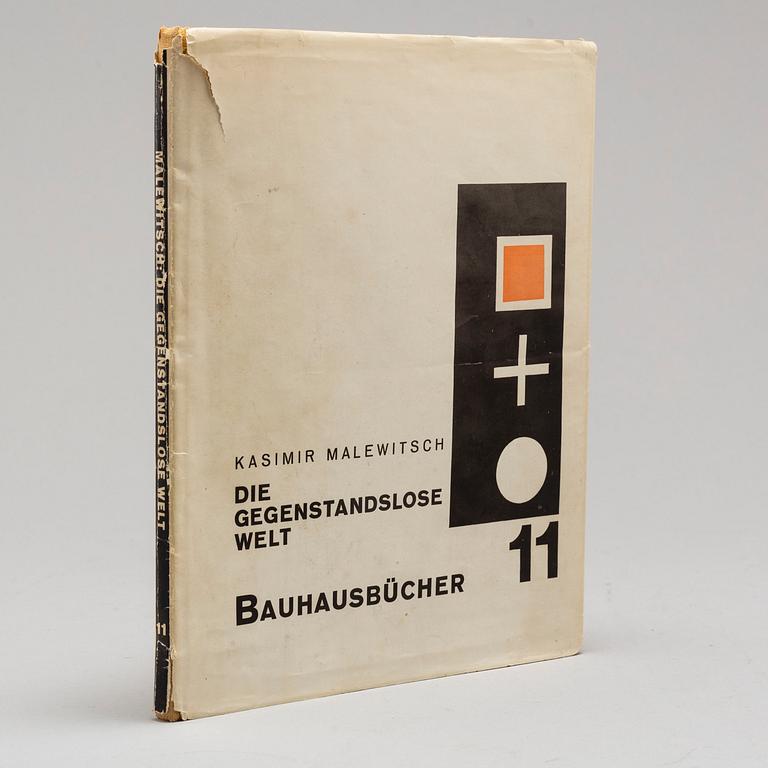 MALEWITSCH: DIE GEGENSTANDSLOSE WELT
11
KASIMIR MALEWITSCH
DIE
GEGENSTANDSLOSE
WELT
11
BAUHAUSBÜCHER